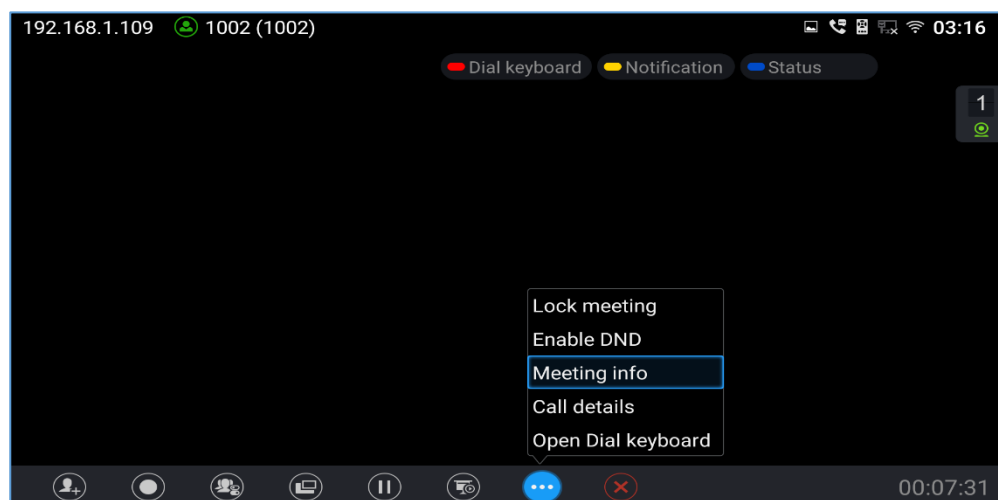 192.168.1.109 1002 (1002) 03:16
Dial keyboard Notification Status
1
Lock meeting
Enable DND
Meeting info
Call details
Open Dial keyboard
00:07:31